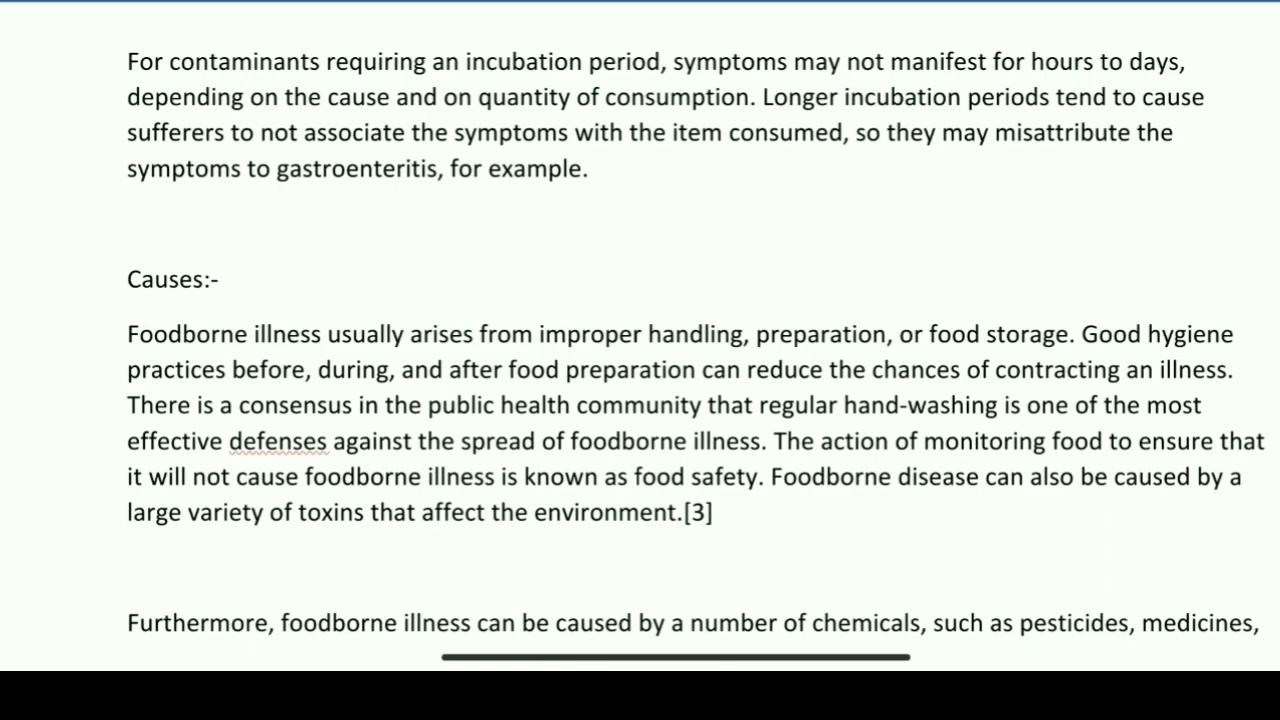 For contaminants requiring an incubation period, symptoms may not manifest for hours to days,
depending on the cause and on quantity of consumption. Longer incubation periods tend to cause
sufferers to not associate the symptoms with the item consumed, so they may misattribute the
symptoms to gastroenteritis, for example.
Causes:-
Foodborne illness usually arises from improper handling, preparation, or food storage. Good hygiene
practices before, during, and after food preparation can reduce the chances of contracting an illness.
There is a consensus in the public health community that regular hand-washing is one of the most
effective defenses against the spread of foodborne illness. The action of monitoring food to ensure that
it will not cause foodborne illness is known as food safety. Foodborne disease can also be caused by a
large variety of toxins that affect the environment.[3]
Furthermore, foodborne illness can be caused by a number of chemicals, such as pesticides, medicines,